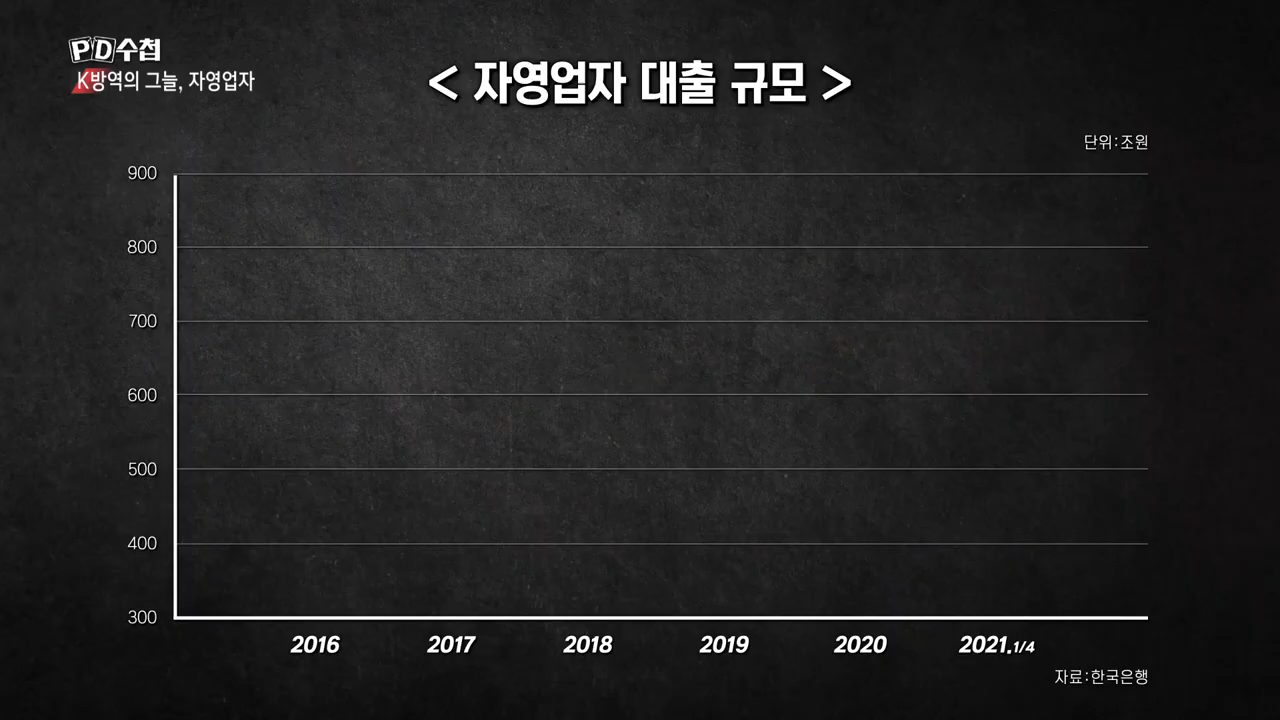 PD수첩
K방역의 그늘, 자영업자
< 자영업자 대출 규모 >
단위:조원
900
800
700
600
500
400
300
2016 2017 2018 2019 2020 2021.1/4
자료:한국은행